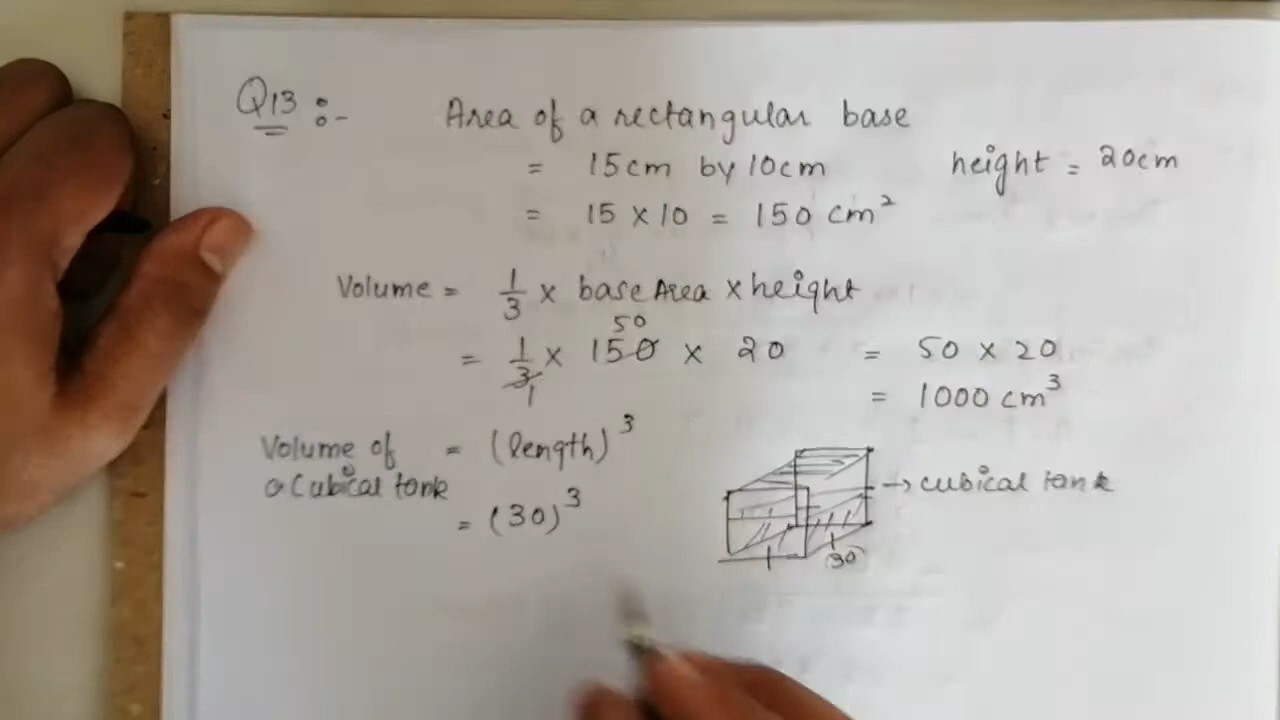 Q13 :- Area of a rectangular base
= 15cm by 10cm height = 20cm
= 15 × 10 = 150 cm²
Volume = 1/3 × base Area × height
50
= 1/3 × 150 × 20 = 50 × 20
1
= 1000 cm³
Volume of a Cubical tank = (length)³
= (30)³
→ cubical tank
30